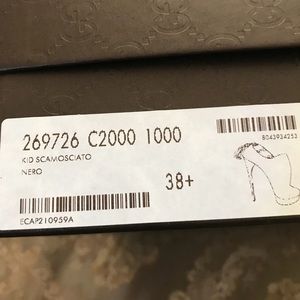 269726 C2000 1000
8043934253
KID SCAMOSCIATO
NERO
38+
ECAP210959A